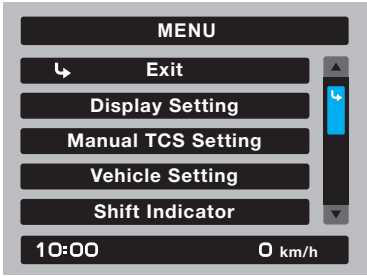 MENU
Exit
Display Setting
Manual TCS Setting
Vehicle Setting
Shift Indicator
10:00 0 km/h